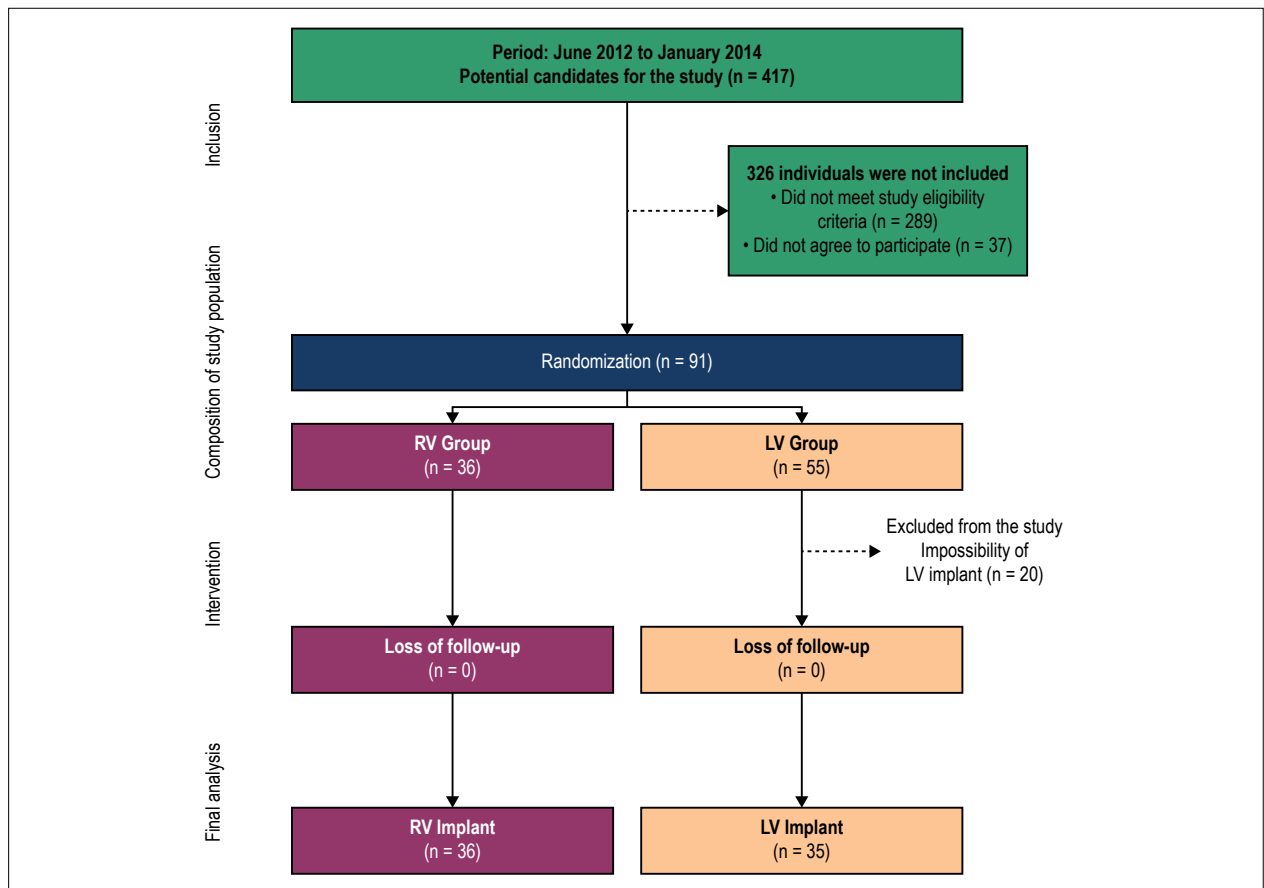 Period: June 2012 to January 2014
Potential candidates for the study (n = 417)
Inclusion
326 individuals were not included
• Did not meet study eligibility
criteria (n = 289)
• Did not agree to participate (n = 37)
Composition of study population
Randomization (n = 91)
RV Group
(n = 36)
LV Group
(n = 55)
Intervention
Excluded from the study
Impossibility of
LV implant (n = 20)
Loss of follow-up
(n = 0)
Loss of follow-up
(n = 0)
Final analysis
RV Implant
(n = 36)
LV Implant
(n = 35)